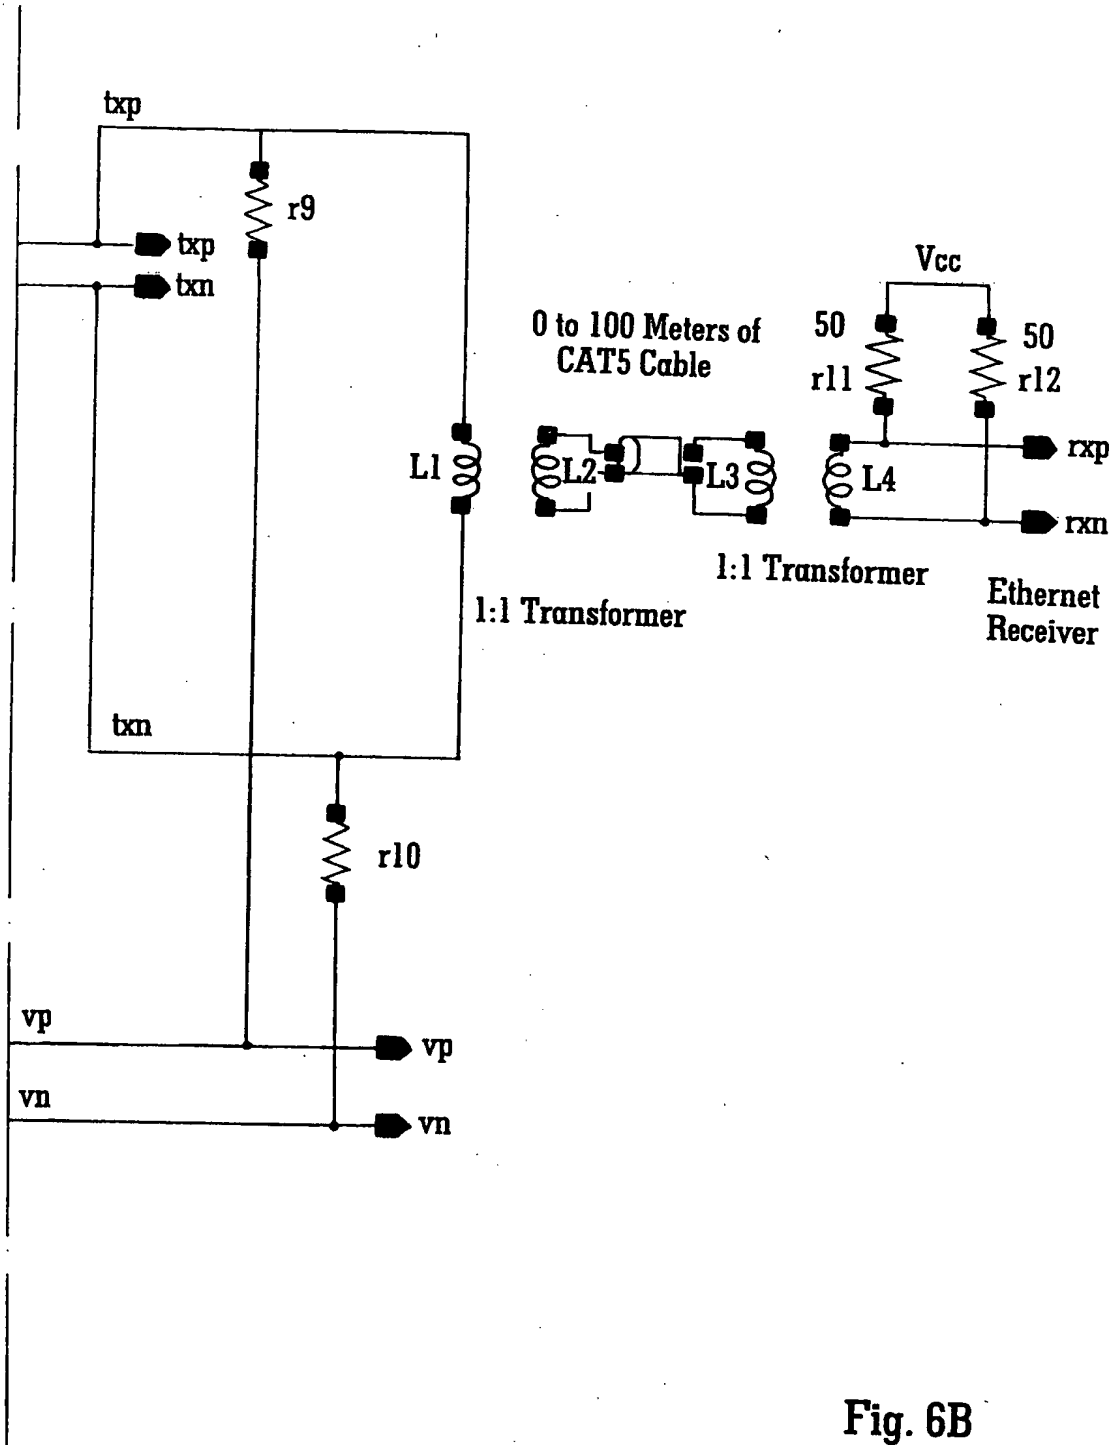 txp
r9
txp
txn
Vcc
0 to 100 Meters of
CAT5 Cable
50
r11
50
r12
L1
L2
L3
L4
rxp
rxn
1:1 Transformer
1:1 Transformer
Ethernet
Receiver
txn
r10
vp
vp
vn
vn
Fig. 6B